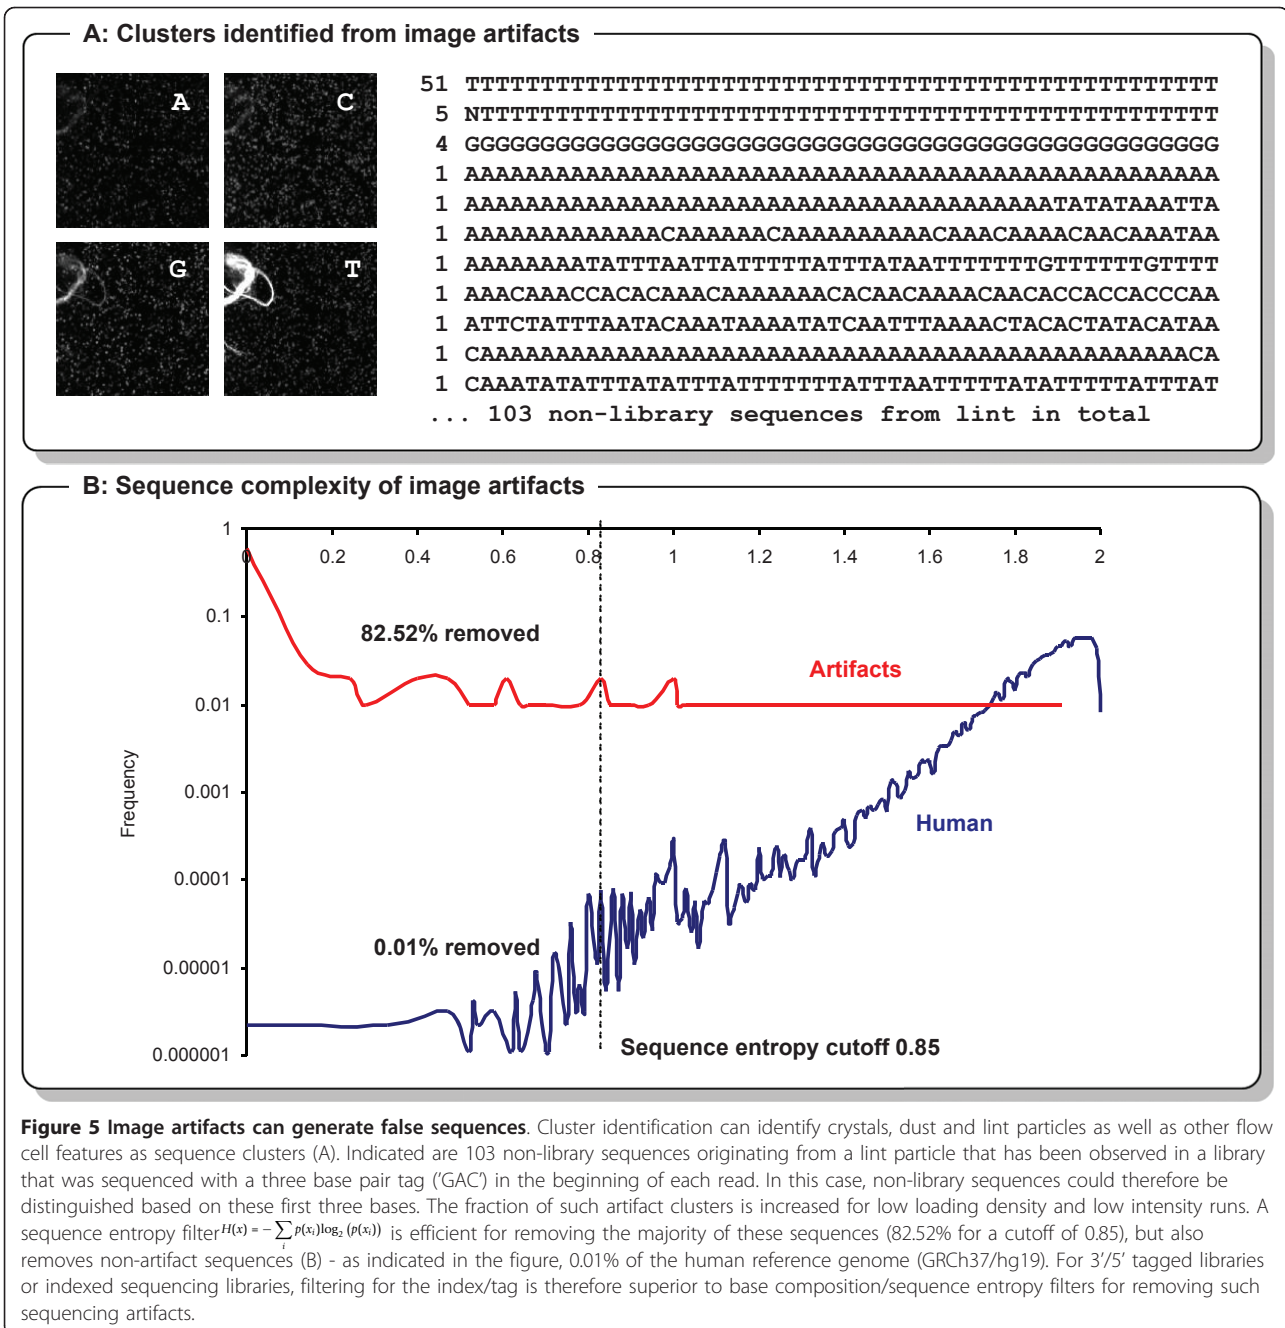 A: Clusters identified from image artifacts
A
C
G
T
51 TTTTTTTTTTTTTTTTTTTTTTTTTTTTTTTTTTTTTTTTTTTTTTTTTT
5 NTTTTTTTTTTTTTTTTTTTTTTTTTTTTTTTTTTTTTTTTTTTTTTTTT
4 GGGGGGGGGGGGGGGGGGGGGGGGGGGGGGGGGGGGGGGGGGGGGGGGGG
1 AAAAAAAAAAAAAAAAAAAAAAAAAAAAAAAAAAAAAAAAAAAAAAAAAA
1 AAAAAAAAAAAAAAAAAAAAAAAAAAAAAAAAAAAAAAATATATAAATTA
1 AAAAAAAAAAAAACAAAAAACAAAAAAAAAACAAACAAAACAACAAATAA
1 AAAAAAAATATTTAATTATTTTTATTTATAATTTTTTTGTTTTTTGTTTT
1 AAACAAACCACACAAACAAAAAAACACAACAAAACAACACCACCACCCAA
1 ATTCTATTTAATACAAATAAAATATCAATTTAAAACTACACTATACATAA
1 CAAAAAAAAAAAAAAAAAAAAAAAAAAAAAAAAAAAAAAAAAAAAAAACA
1 CAAATATATTTATATTTATTTTTTTATTTAATTTTTATATTTTTATTTAT
... 103 non-library sequences from lint in total
B: Sequence complexity of image artifacts
1
0 0.2 0.4 0.6 0.8 1 1.2 1.4 1.6 1.8 2
0.1
82.52% removed
Artifacts
0.01
Frequency
0.001
Human
0.0001
0.01% removed
0.00001
Sequence entropy cutoff 0.85
0.000001
Figure 5 Image artifacts can generate false sequences. Cluster identification can identify crystals, dust and lint particles as well as other flow
cell features as sequence clusters (A). Indicated are 103 non-library sequences originating from a lint particle that has been observed in a library
that was sequenced with a three base pair tag ('GAC') in the beginning of each read. In this case, non-library sequences could therefore be
distinguished based on these first three bases. The fraction of such artifact clusters is increased for low loading density and low intensity runs. A
sequence entropy filter H(x) = − ∑ᵢ p(xᵢ)log₂ (p(xᵢ)) is efficient for removing the majority of these sequences (82.52% for a cutoff of 0.85), but also
removes non-artifact sequences (B) - as indicated in the figure, 0.01% of the human reference genome (GRCh37/hg19). For 3'/5' tagged libraries
or indexed sequencing libraries, filtering for the index/tag is therefore superior to base composition/sequence entropy filters for removing such
sequencing artifacts.